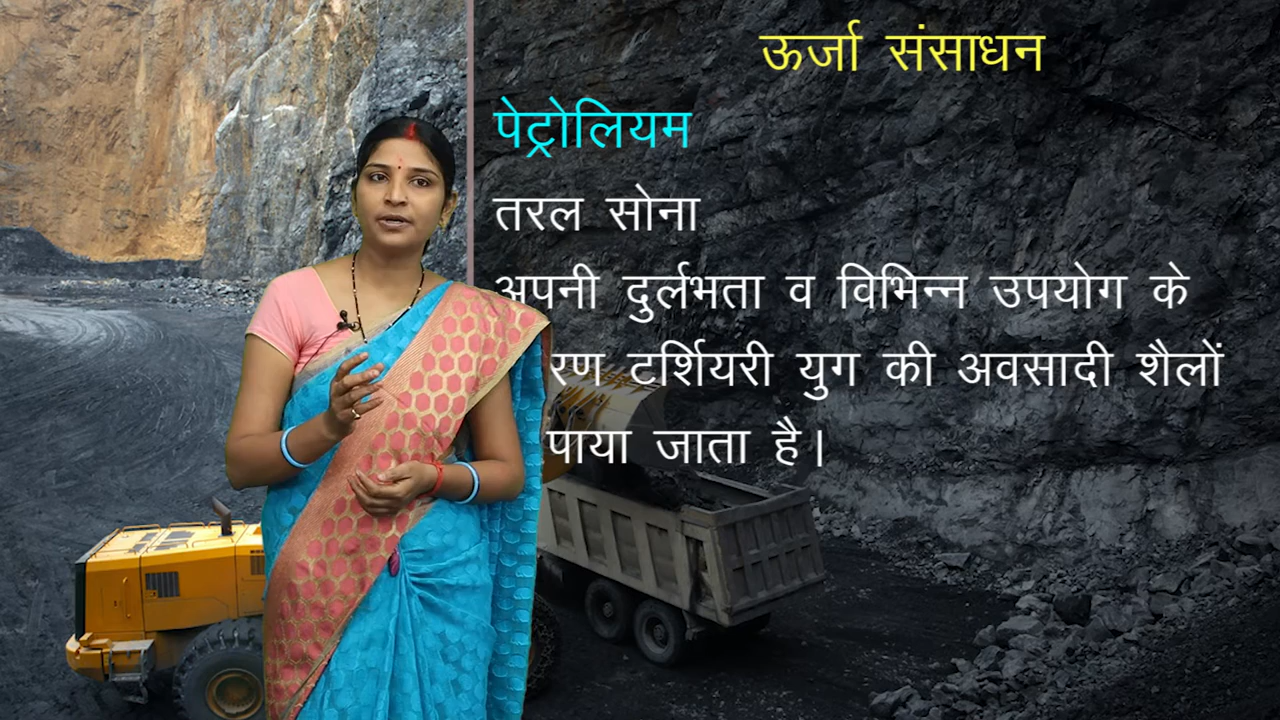 ऊर्जा संसाधन
पेट्रोलियम
तरल सोना
अपनी दुर्लभता व विभिन्न उपयोग के
रण टर्शियरी युग की अवसादी शैलों
पाया जाता है।